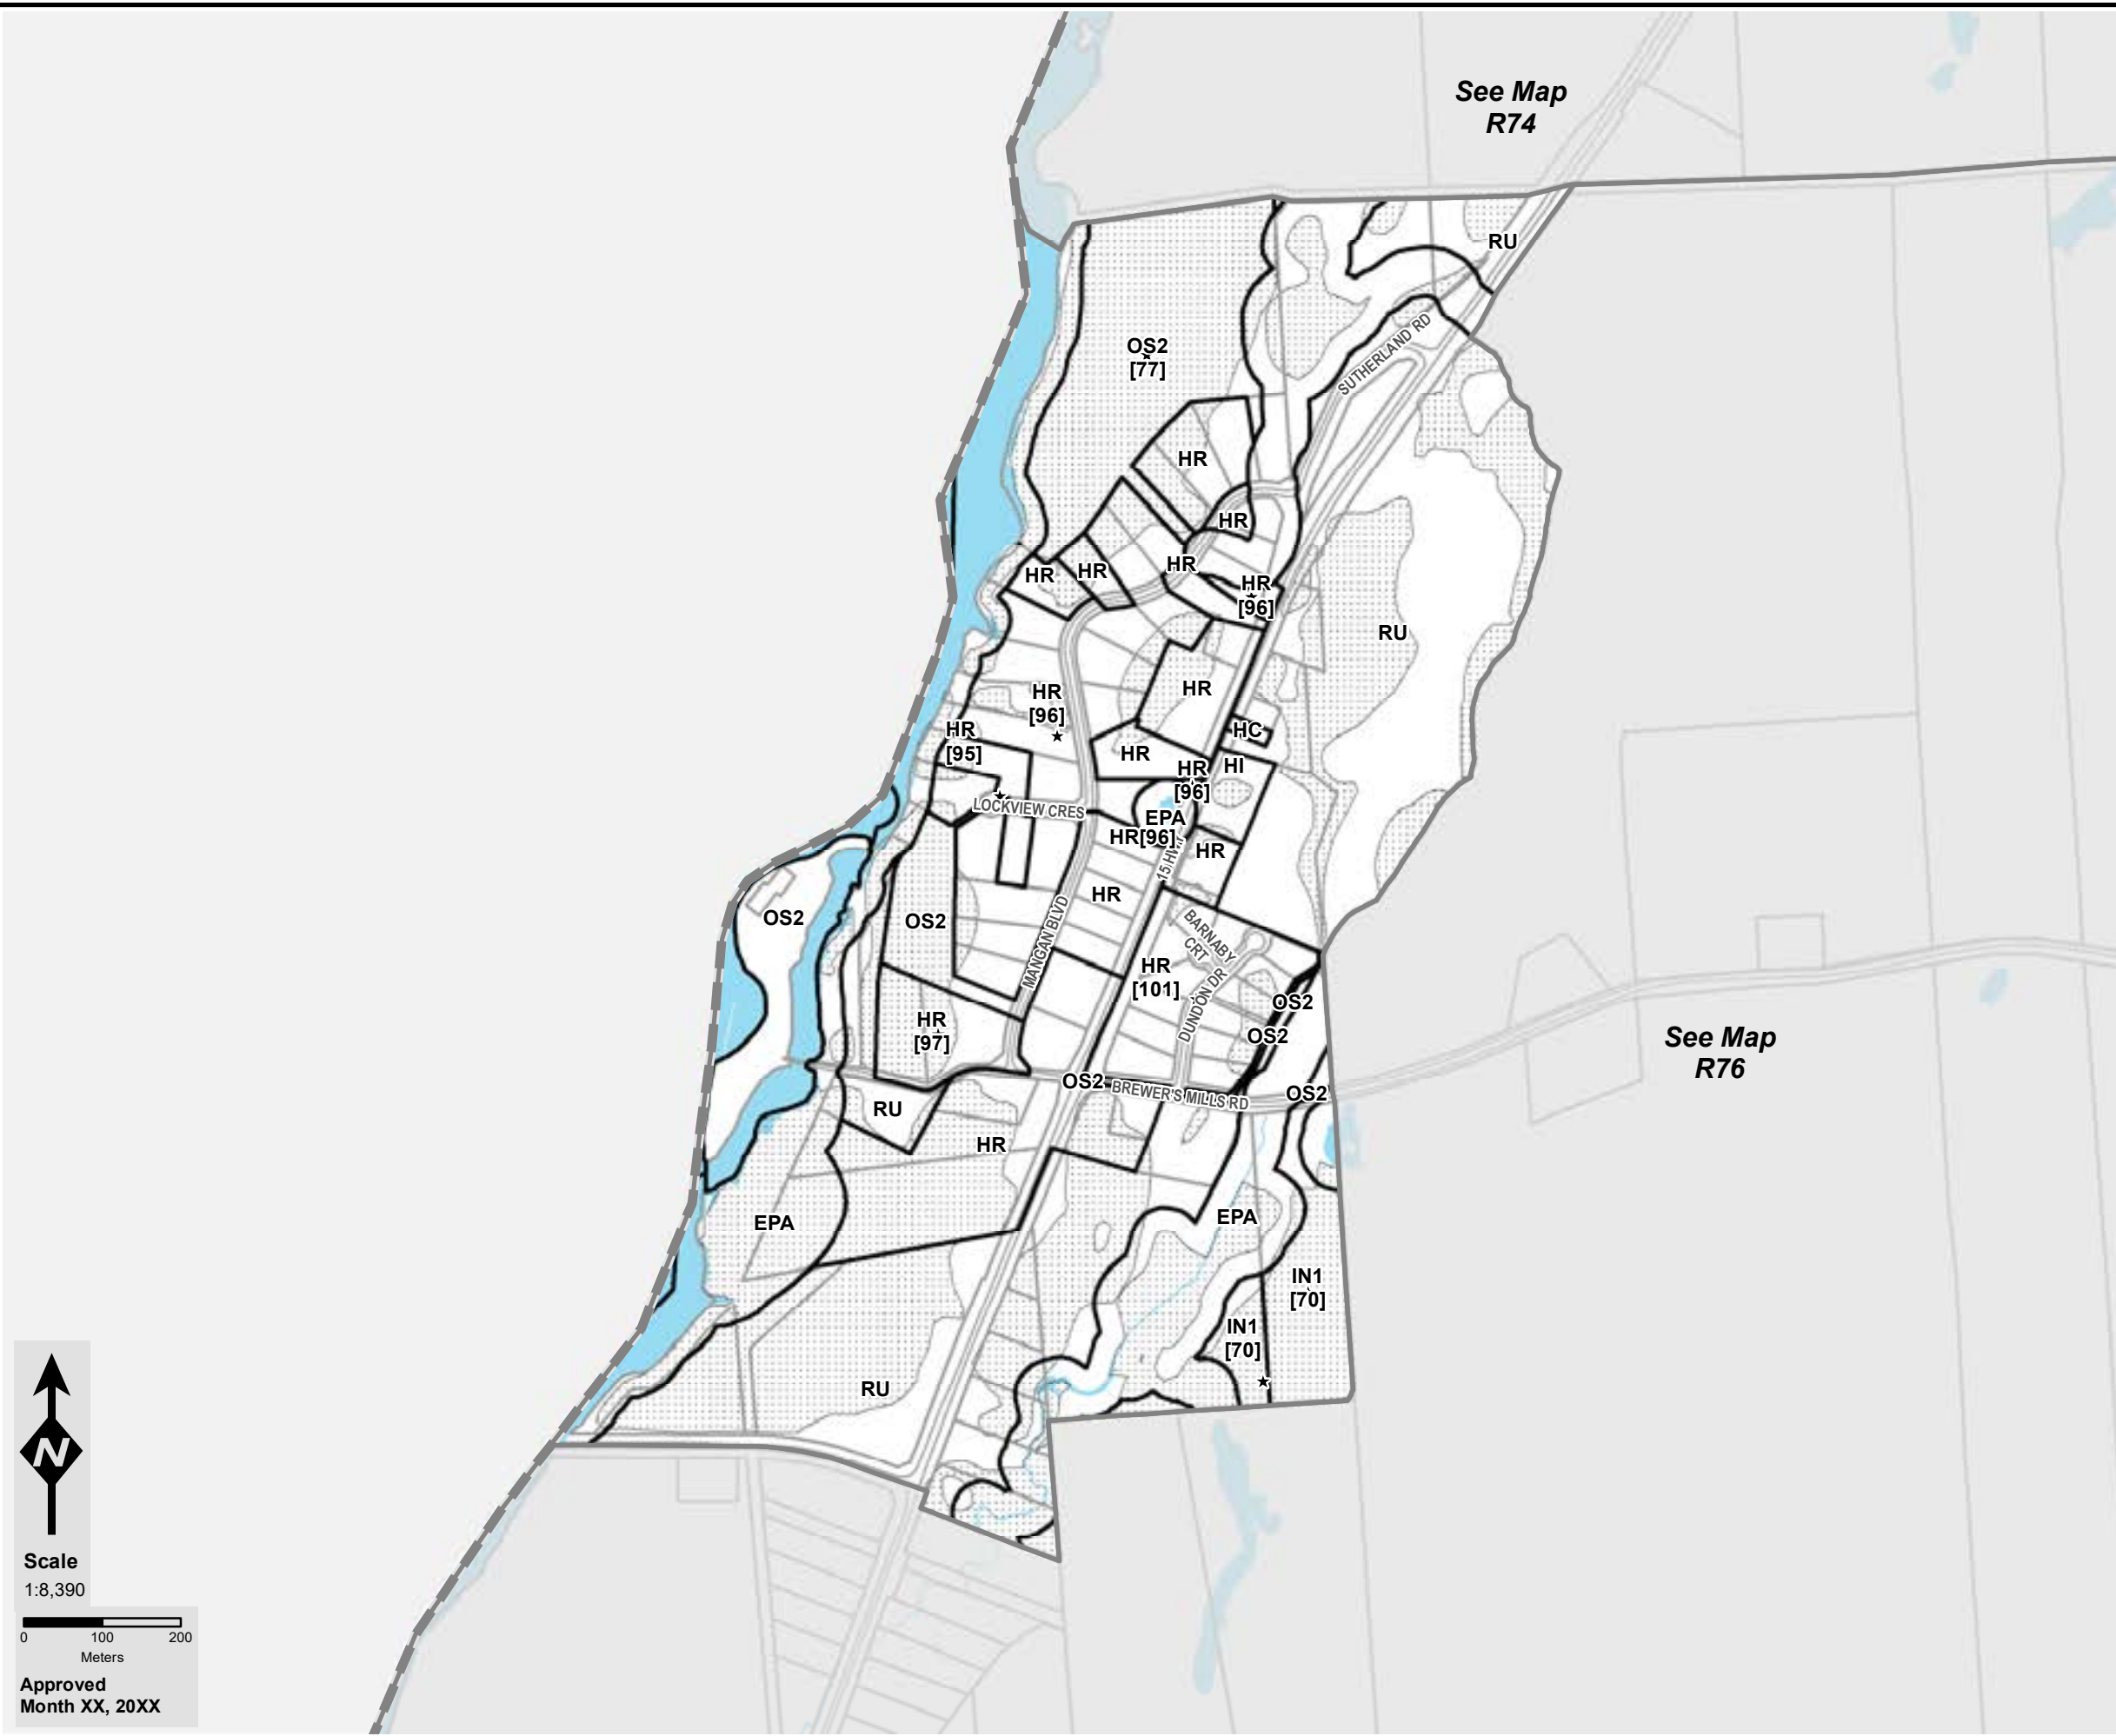 See Map
R74
RU
SUTHERLAND RD
OS2
[77]
HR
HR
HR
HR
HR
HR
[96]
RU
HR
HR
[96]
HR
[95]
HC
HR
HI
HR
[96]
LOCKVIEW CRES
EPA
HR[96]
HR
15 HWY
HR
OS2
OS2
MANGAN BLVD
BARNABY
CRT
HR
[101]
DUNDON DR
OS2
OS2
HR
[97]
See Map
R76
OS2
BREWER'S MILLS RD
OS2
RU
HR
EPA
EPA
IN1
[70]
IN1
[70]
RU
N
Scale
1:8,390
0 100 200
Meters
Approved
Month XX, 20XX